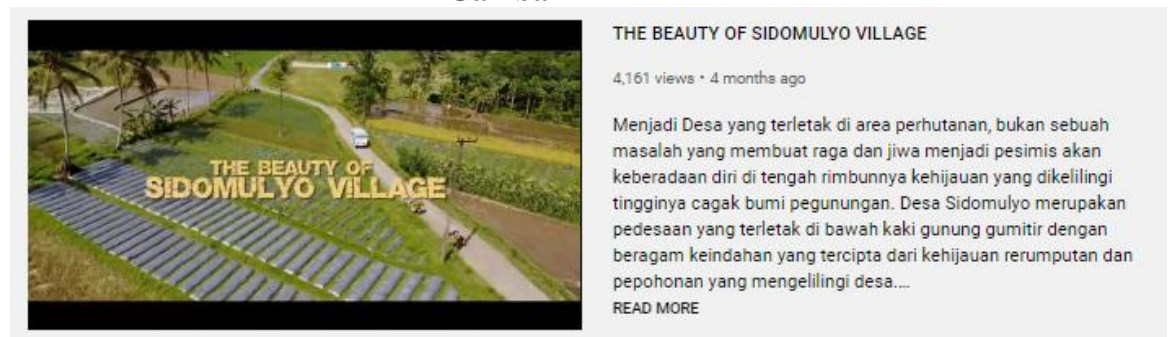 THE BEAUTY OF
SIDOMULYO VILLAGE
THE BEAUTY OF SIDOMULYO VILLAGE
4,161 views • 4 months ago
Menjadi Desa yang terletak di area perhutanan, bukan sebuah
masalah yang membuat raga dan jiwa menjadi pesimis akan
keberadaan diri di tengah rimbunnya kehijauan yang dikelilingi
tingginya cagak bumi pegunungan. Desa Sidomulyo merupakan
pedesaan yang terletak di bawah kaki gunung gumitir dengan
beragam keindahan yang tercipta dari kehijauan rerumputan dan
pepohonan yang mengelilingi desa....
READ MORE